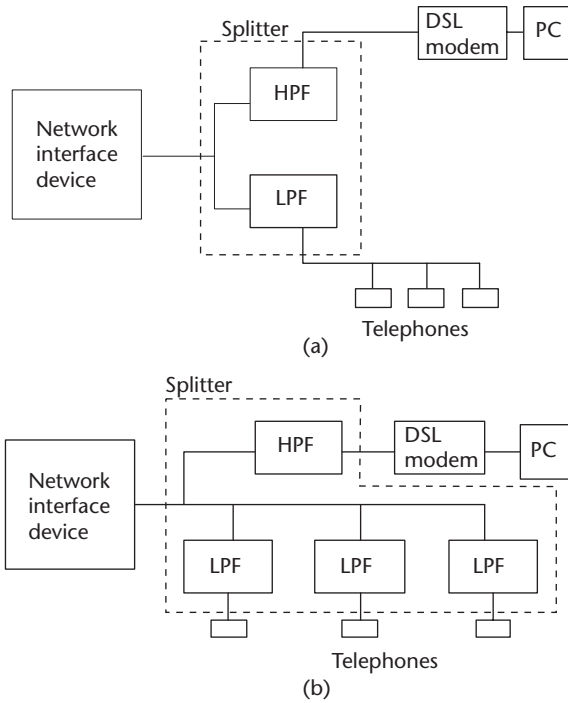 Splitter
DSL
modem
PC
HPF
Network
interface
device
LPF
Telephones
(a)
Splitter
HPF
DSL
modem
PC
Network
interface
device
LPF
LPF
LPF
Telephones
(b)